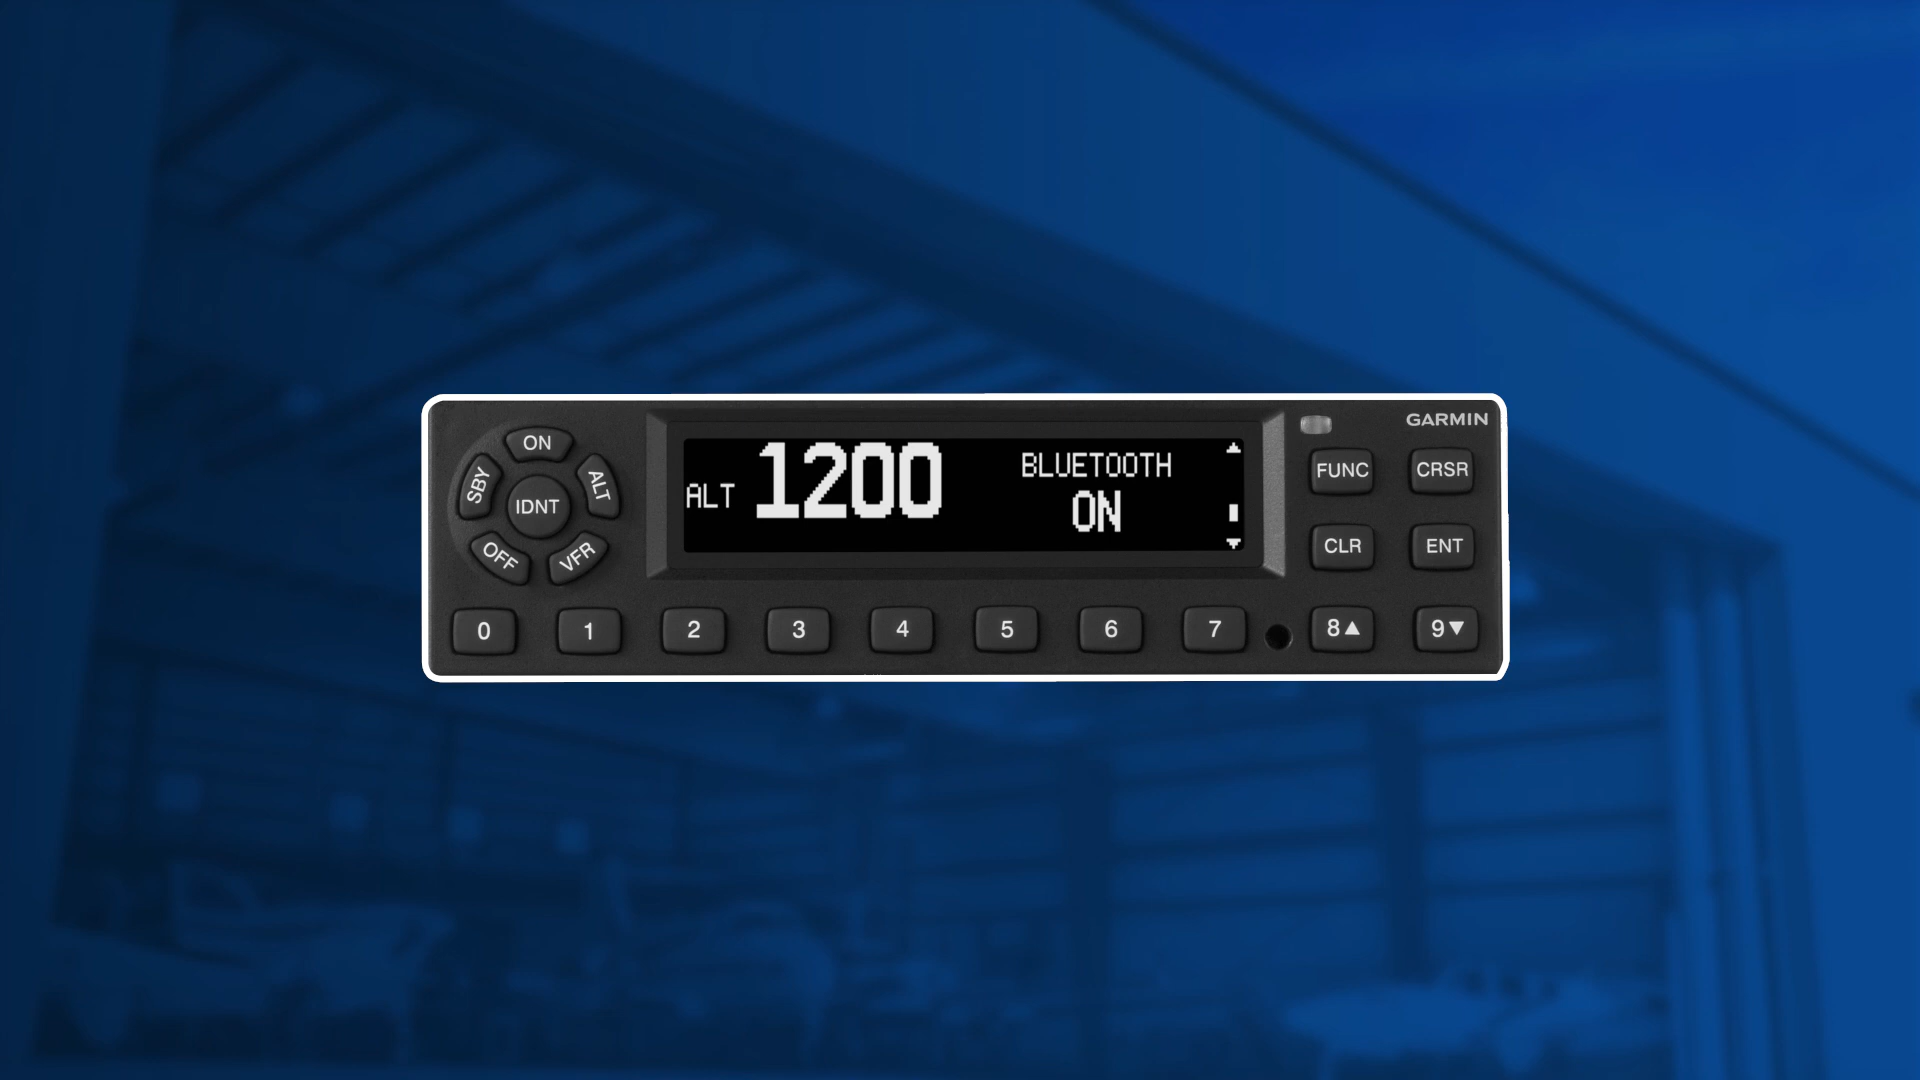 GARMIN
ON
SBY
ALT
IDNT
OFF
VFR
ALT 1200
BLUETOOTH
ON
FUNC
CRSR
CLR
ENT
0 1 2 3 4 5 6 7 8▲ 9▼